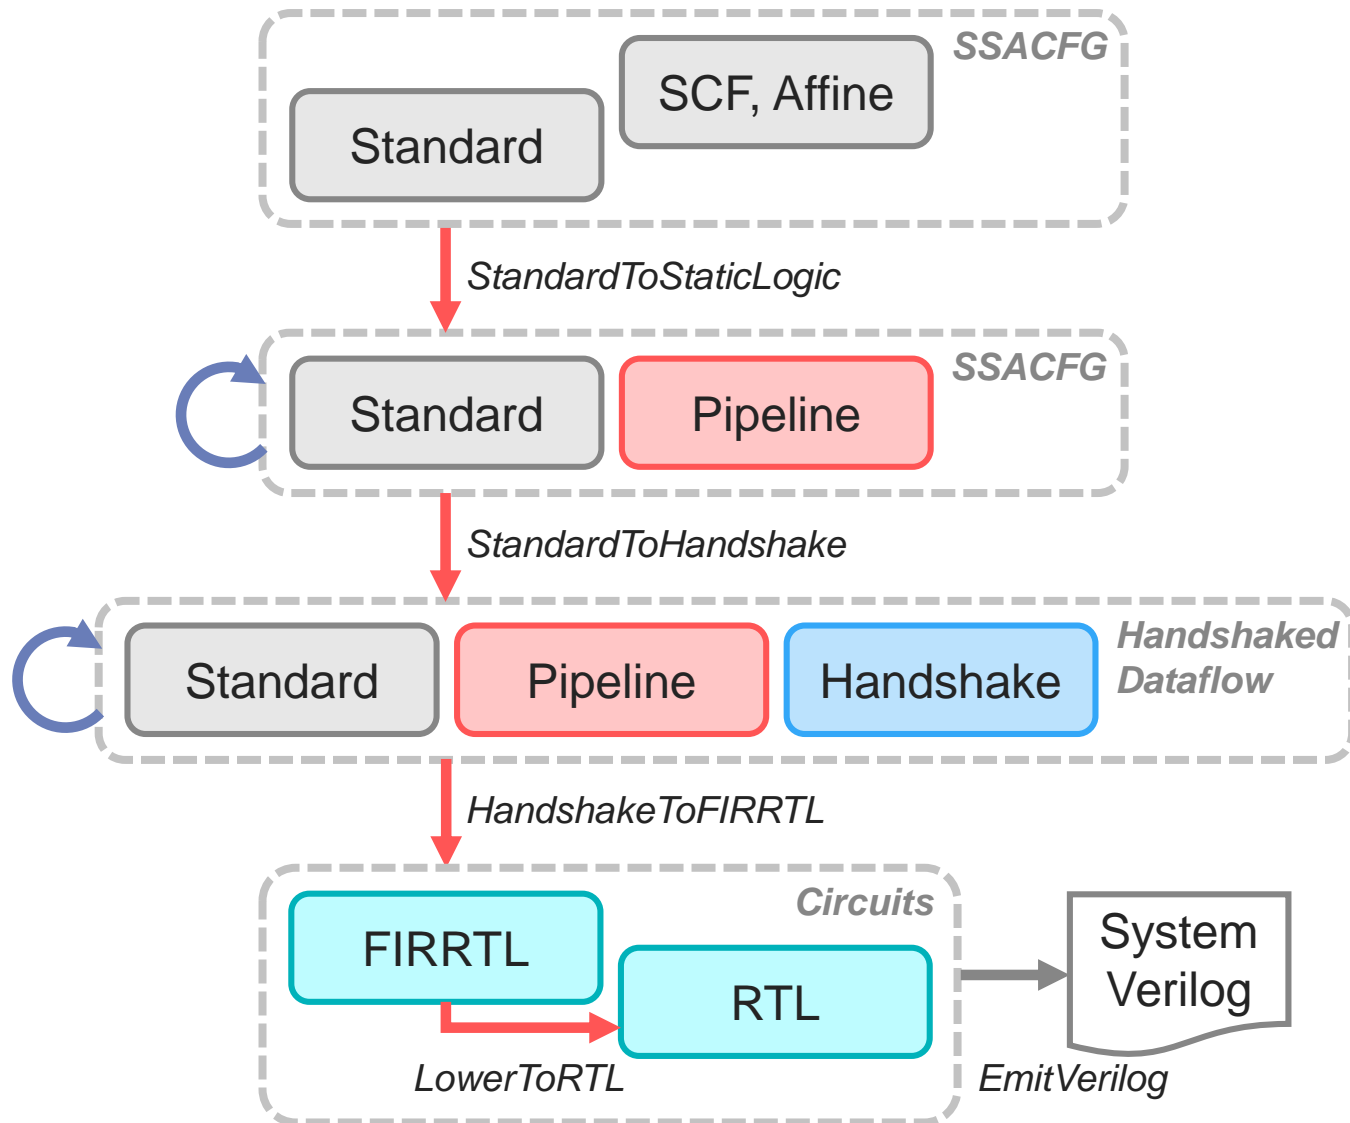 SSACFG
SCF, Affine
Standard
StandardToStaticLogic
SSACFG
Standard
Pipeline
StandardToHandshake
Handshaked
Dataflow
Standard
Pipeline
Handshake
HandshakeToFIRRTL
Circuits
FIRRTL
RTL
LowerToRTL
System
Verilog
EmitVerilog